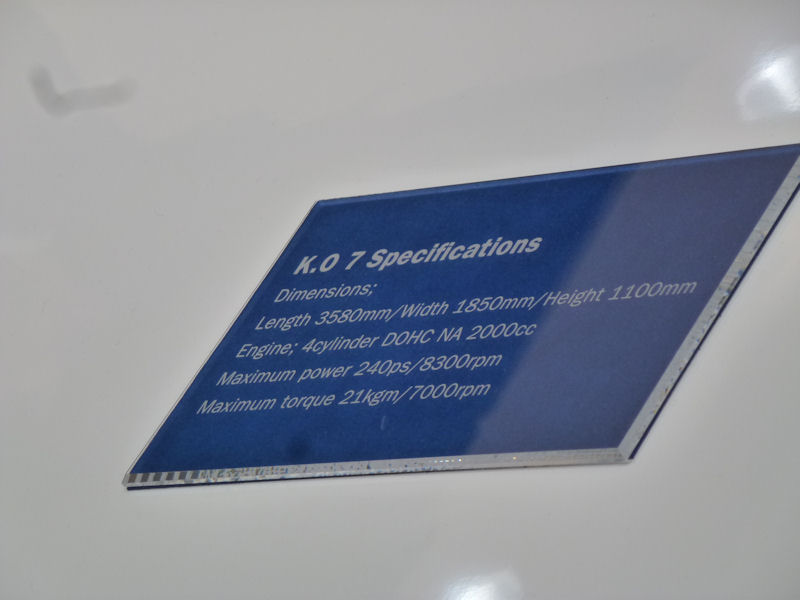 K.O 7 Specifications
Dimensions;
Length 3580mm/Width 1850mm/Height 1100mm
Engine; 4cylinder DOHC NA 2000cc
Maximum power 240ps/8300rpm
Maximum torque 21kgm/7000rpm